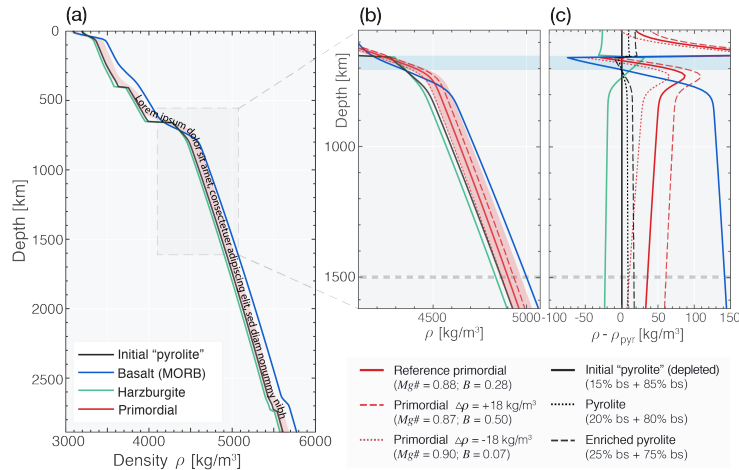 (a)
(b)
(c)
0
500
1000
1500
2000
2500
Depth [km]
3000
4000
5000
6000
Density ρ [kg/m³]
Lorem ipsum dolor sit amet, consectetuer adipiscing elit, sed diam nonummy nibh
Initial “pyrolite”
Basalt (MORB)
Harzburgite
Primordial
Depth [km]
1000
1500
4500
5000
ρ [kg/m³]
-100
-50
0
50
100
150
ρ - ρpyr [kg/m³]
Reference primordial
(Mg# = 0.88; B = 0.28)
Primordial Δρ = +18 kg/m³
(Mg# = 0.87; B = 0.50)
Primordial Δρ = -18 kg/m³
(Mg# = 0.90; B = 0.07)
Initial “pyrolite” (depleted)
(15% bs + 85% bs)
Pyrolite
(20% bs + 80% bs)
Enriched pyrolite
(25% bs + 75% bs)